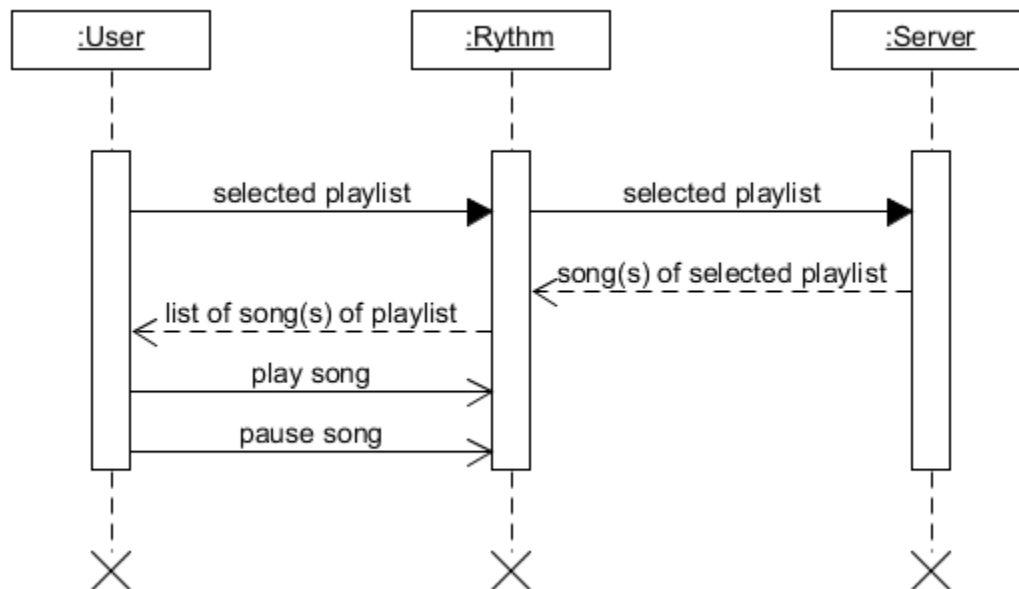 :User
:Rythm
:Server
selected playlist
selected playlist
song(s) of selected playlist
list of song(s) of playlist
play song
pause song